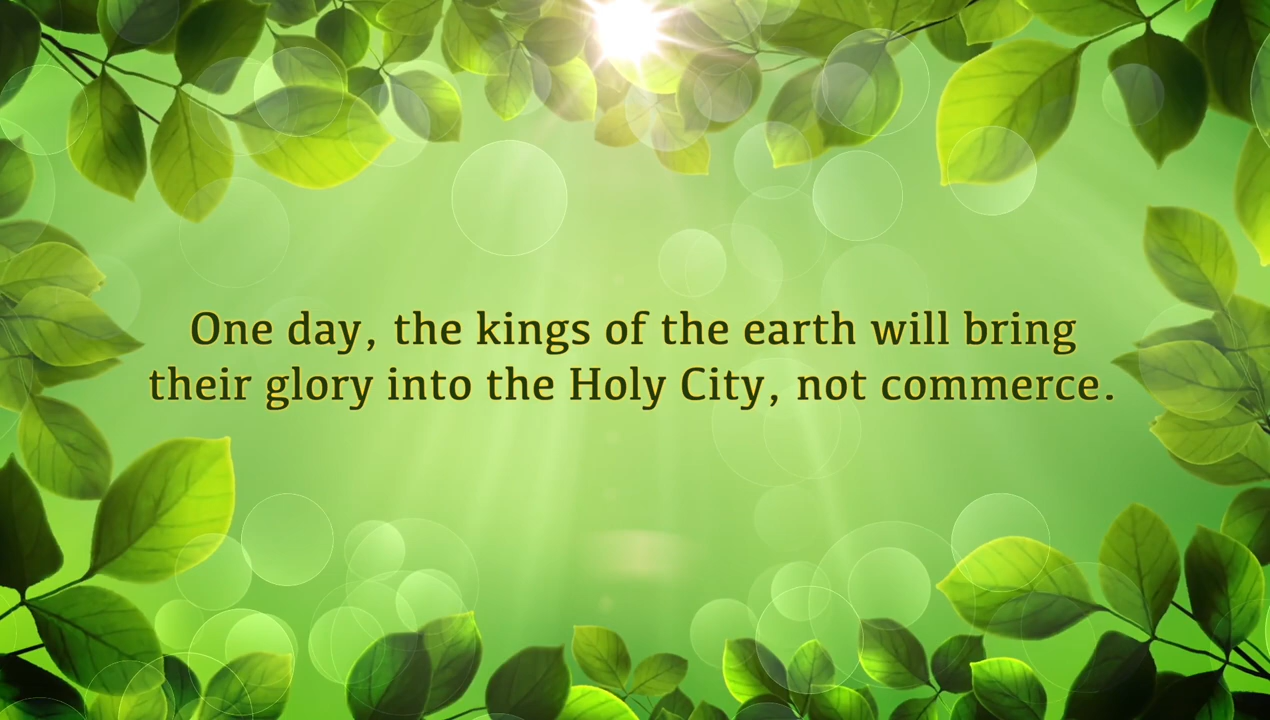 One day, the kings of the earth will bring
their glory into the Holy City, not commerce.